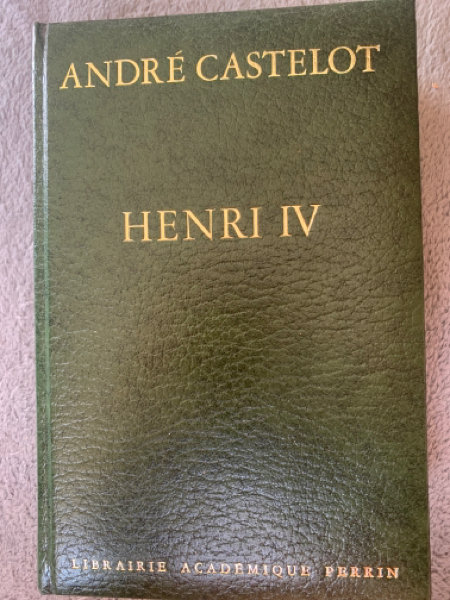 ANDRÉ CASTELOT
HENRI IV
LIBRAIRIE ACADÉMIQUE PERRIN